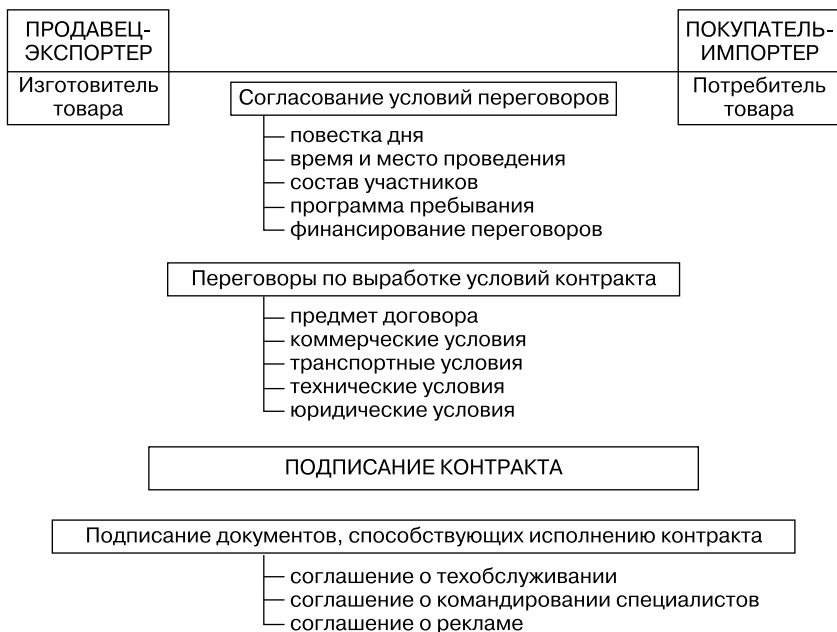 ПРОДАВЕЦ-
ЭКСПОРТЕР
Изготовитель
товара
ПОКУПАТЕЛЬ-
ИМПОРТЕР
Потребитель
товара
Согласование условий переговоров
повестка дня
время и место проведения
состав участников
программа пребывания
финансирование переговоров
Переговоры по выработке условий контракта
предмет договора
коммерческие условия
транспортные условия
технические условия
юридические условия
ПОДПИСАНИЕ КОНТРАКТА
Подписание документов, способствующих исполнению контракта
соглашение о техобслуживании
соглашение о командировании специалистов
соглашение о рекламе